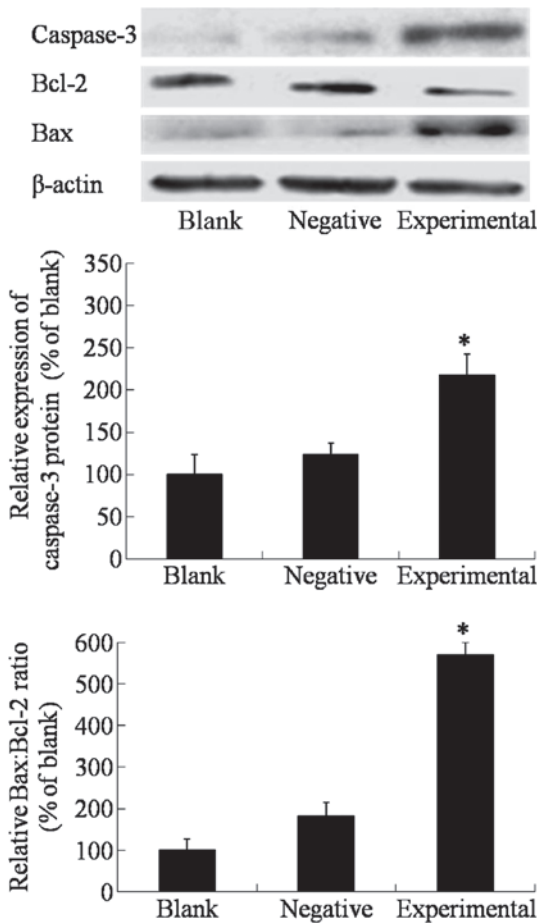 Caspase-3
Bcl-2
Bax
β-actin
Blank Negative Experimental
Relative expression of
caspase-3 protein (% of blank)
350
300
250
200
150
100
50
0
*
Blank Negative Experimental
Relative Bax:Bcl-2 ratio
(% of blank)
600
500
400
300
200
100
0
*
Blank Negative Experimental